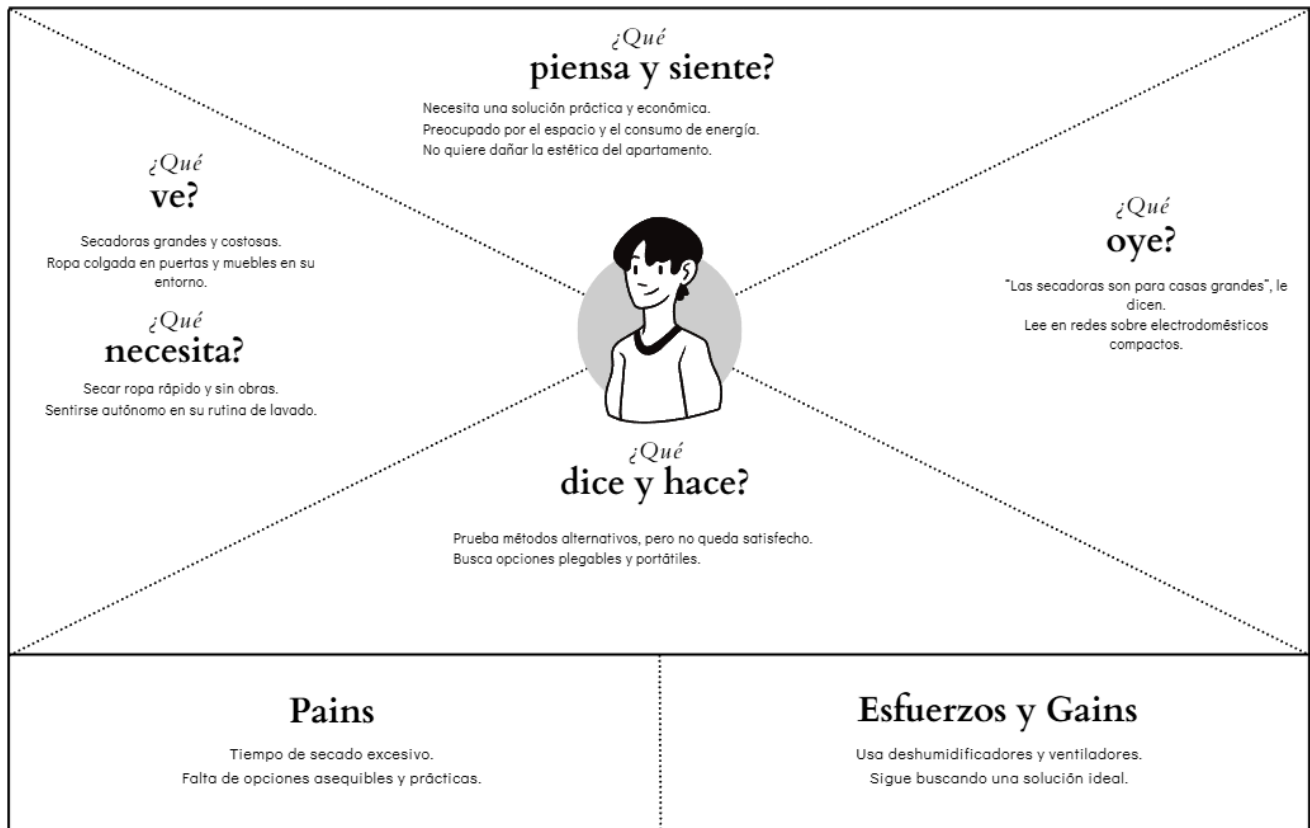 ¿Qué
piensa y siente?
Necesita una solución práctica y económica.
Preocupado por el espacio y el consumo de energía.
No quiere dañar la estética del apartamento.
¿Qué
ve?
Secadoras grandes y costosas.
Ropa colgada en puertas y muebles en su
entorno.
¿Qué
necesita?
Secar ropa rápido y sin obras.
Sentirse autónomo en su rutina de lavado.
¿Qué
oye?
"Las secadoras son para casas grandes", le
dicen.
Lee en redes sobre electrodomésticos
compactos.
¿Qué
dice y hace?
Prueba métodos alternativos, pero no queda satisfecho.
Busca opciones plegables y portátiles.
Pains
Tiempo de secado excesivo.
Falta de opciones asequibles y prácticas.
Esfuerzos y Gains
Usa deshumidificadores y ventiladores.
Sigue buscando una solución ideal.